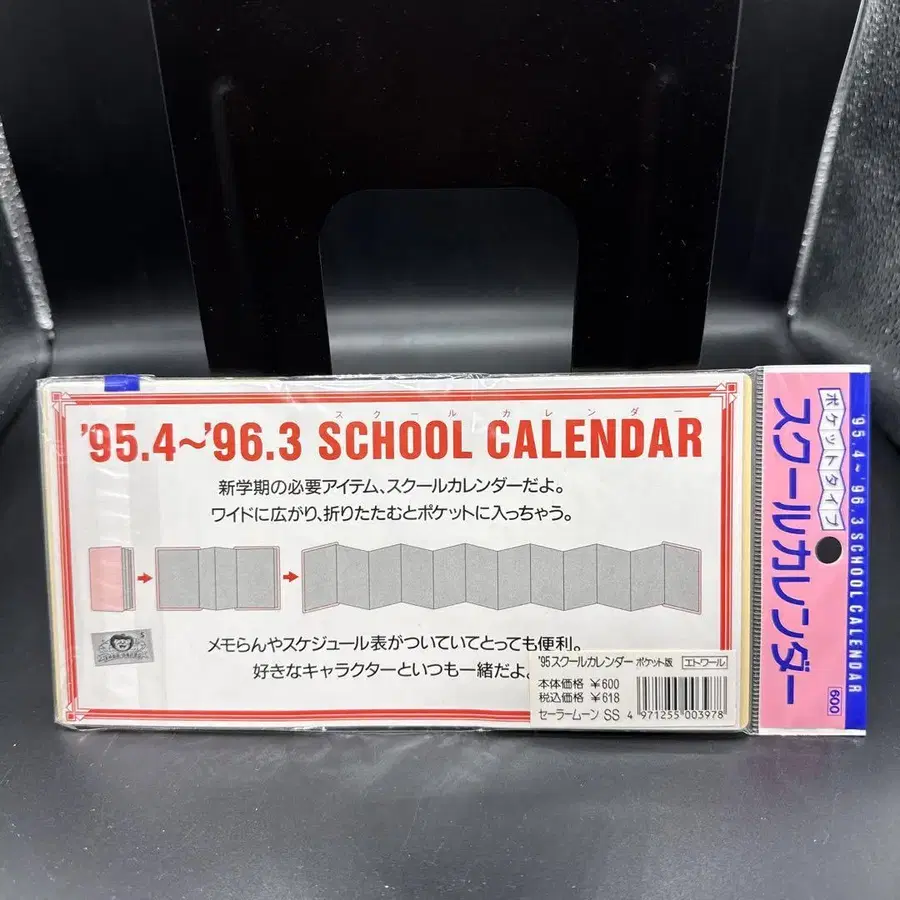 スクール カレンダー
'95.4～'96.3 SCHOOL CALENDAR
新学期の必要アイテム、スクールカレンダーだよ。
ワイドに広がり、折りたたむとポケットに入っちゃう。
メモらんやスケジュール表がついていてとっても便利。
好きなキャラクターといつも一緒だよ。
'95スクールカレンダー ポケット版 エトワール
本体価格 ¥600
税込価格 ¥618
セーラームーン SS 4 971255 003978
ポケットタイプ
スクールカレンダー
'95.4～'96.3 SCHOOL CALENDAR
600